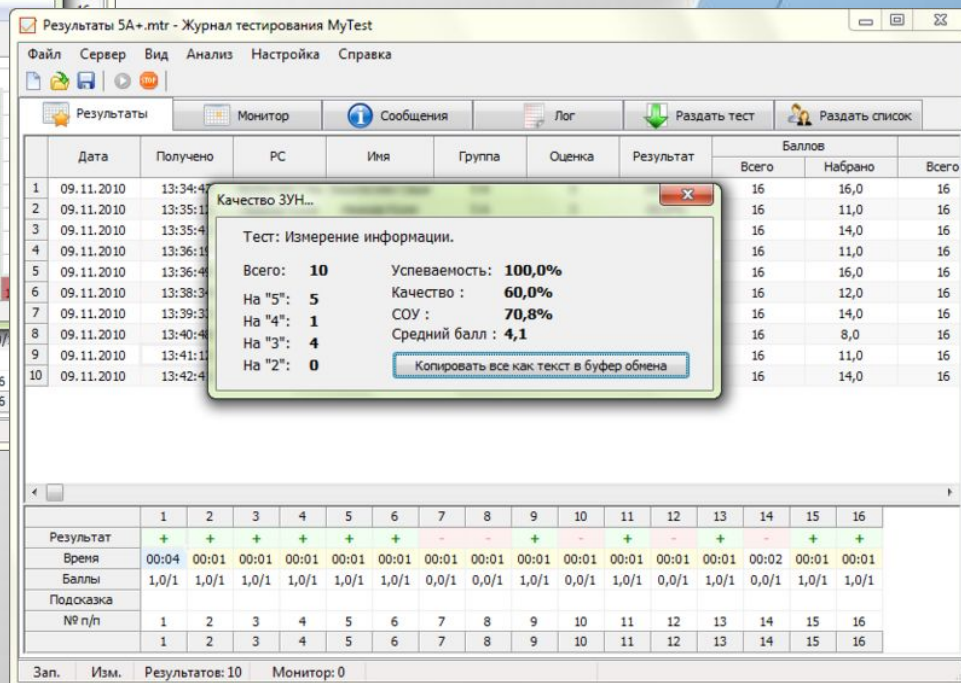 Результаты 5А+.mtr - Журнал тестирования MyTest
Файл Сервер Вид Анализ Настройка Справка
STOP
Результаты Монитор Сообщения Лог Раздать тест Раздать список
Дата Получено PC Имя Группа Оценка Результат Баллов
Всего Набрано Всего
1 09.11.2010 16 16,0 16
2 09.11.2010 16 11,0 16
3 09.11.2010 16 14,0 16
4 09.11.2010 16 11,0 16
5 09.11.2010 16 16,0 16
6 09.11.2010 16 12,0 16
7 09.11.2010 16 14,0 16
8 09.11.2010 16 8,0 16
9 09.11.2010 16 11,0 16
10 09.11.2010 16 14,0 16
Качество ЗУН...
Тест: Измерение информации.
Всего: 10 Успеваемость: 100,0%
На "5": 5 Качество : 60,0%
На "4": 1 СОУ : 70,8%
На "3": 4 Средний балл : 4,1
На "2": 0 Копировать все как текст в буфер обмена
1 2 3 4 5 6 7 8 9 10 11 12 13 14 15 16
Результат + + + + + + - - + - + - + - + +
Время 00:04 00:01 00:01 00:01 00:01 00:01 00:01 00:01 00:01 00:01 00:01 00:01 00:01 00:02 00:01 00:01
Баллы 1,0/1 1,0/1 1,0/1 1,0/1 1,0/1 1,0/1 0,0/1 0,0/1 1,0/1 0,0/1 1,0/1 0,0/1 1,0/1 0,0/1 1,0/1 1,0/1
Подсказка
№ п/п 1 2 3 4 5 6 7 8 9 10 11 12 13 14 15 16
1 2 3 4 5 6 7 8 9 10 11 12 13 14 15 16
Зап. Изм. Результатов: 10 Монитор: 0